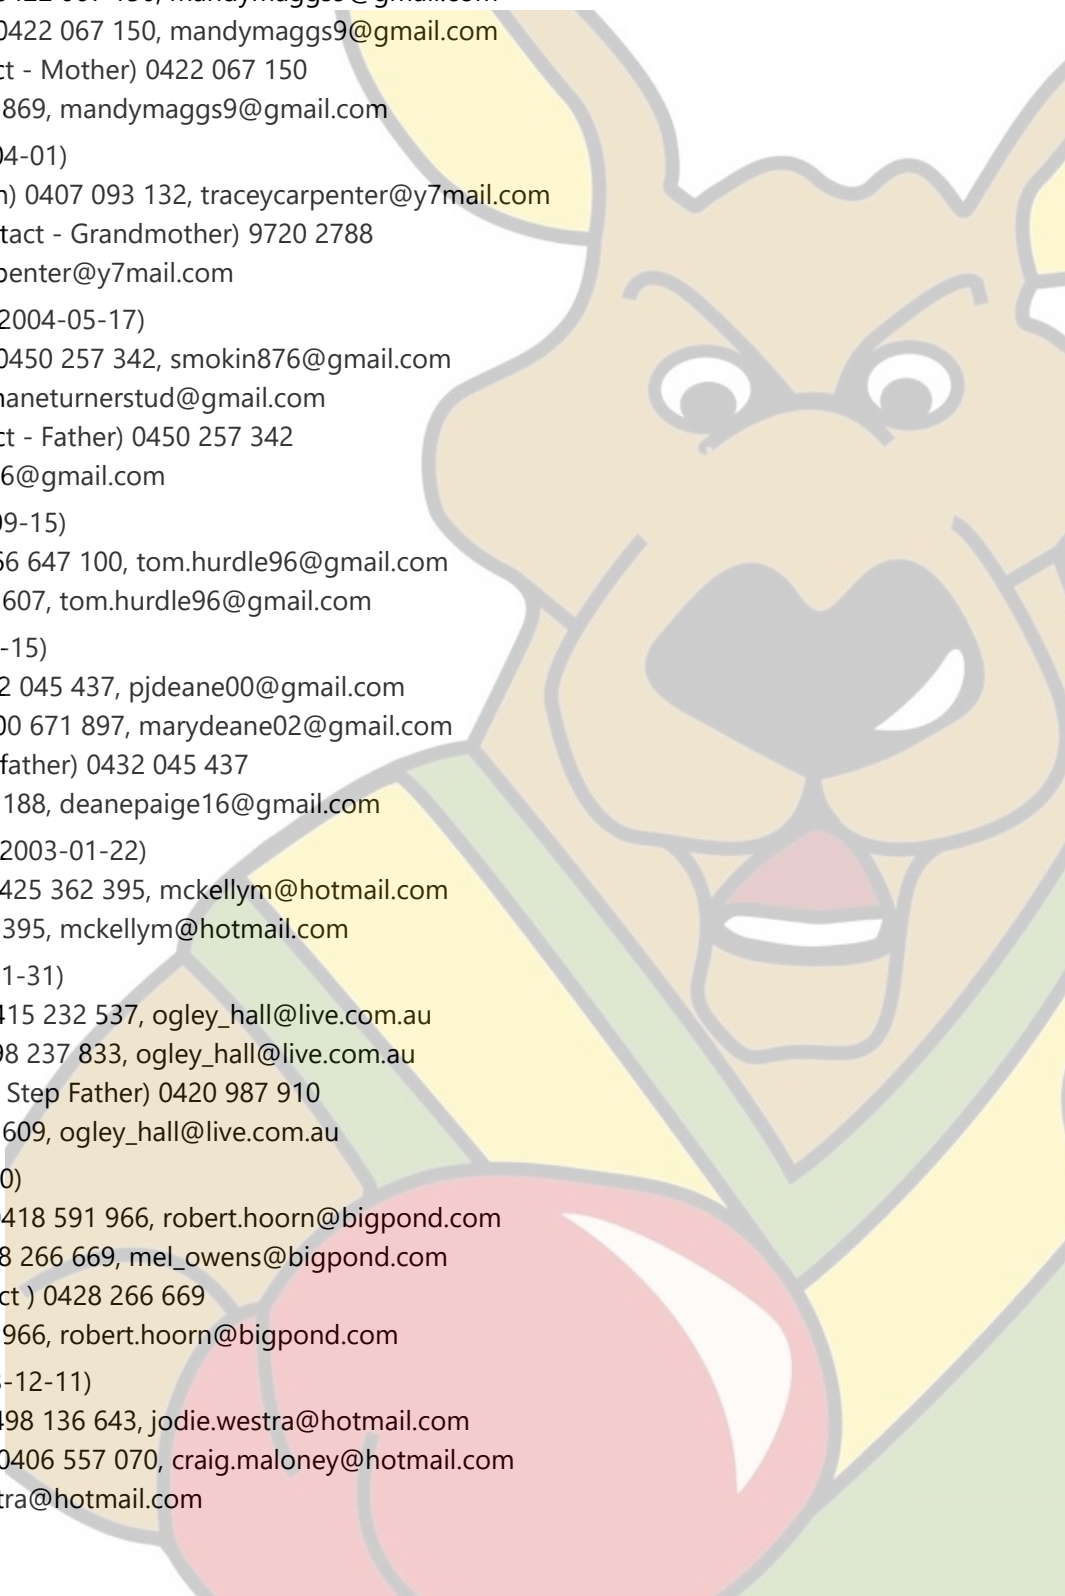 0422 067 150, mandymaggs9@gmail.com
ct - Mother) 0422 067 150
869, mandymaggs9@gmail.com
04-01)
n) 0407 093 132, traceycarpenter@y7mail.com
tact - Grandmother) 9720 2788
penter@y7mail.com
2004-05-17)
0450 257 342, smokin876@gmail.com
haneturnerstud@gmail.com
ct - Father) 0450 257 342
6@gmail.com
09-15)
66 647 100, tom.hurdle96@gmail.com
607, tom.hurdle96@gmail.com
-15)
2 045 437, pjdeane00@gmail.com
00 671 897, marydeane02@gmail.com
father) 0432 045 437
188, deanepaige16@gmail.com
2003-01-22)
425 362 395, mckellym@hotmail.com
395, mckellym@hotmail.com
1-31)
415 232 537, ogley_hall@live.com.au
98 237 833, ogley_hall@live.com.au
Step Father) 0420 987 910
609, ogley_hall@live.com.au
0)
418 591 966, robert.hoorn@bigpond.com
8 266 669, mel_owens@bigpond.com
ct ) 0428 266 669
966, robert.hoorn@bigpond.com
-12-11)
498 136 643, jodie.westra@hotmail.com
0406 557 070, craig.maloney@hotmail.com
tra@hotmail.com